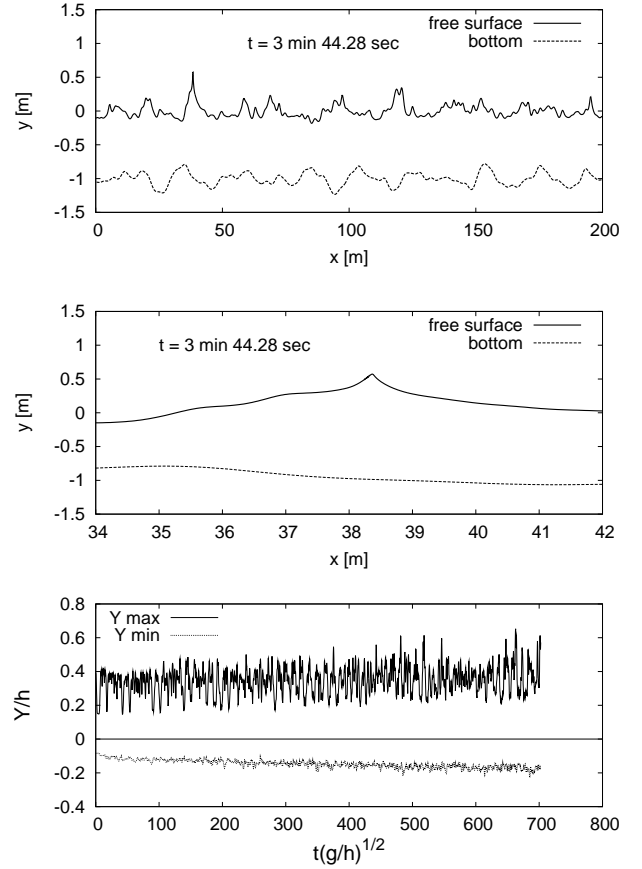 free surface
bottom
t = 3 min 44.28 sec
y [m]
1.5
1
0.5
0
-0.5
-1
-1.5
0 50 100 150 200
x [m]
free surface
bottom
t = 3 min 44.28 sec
y [m]
1.5
1
0.5
0
-0.5
-1
-1.5
34 35 36 37 38 39 40 41 42
x [m]
Y max
Y min
Y/h
0.8
0.6
0.4
0.2
0
-0.2
-0.4
0 100 200 300 400 500 600 700 800
t(g/h)^{1/2}